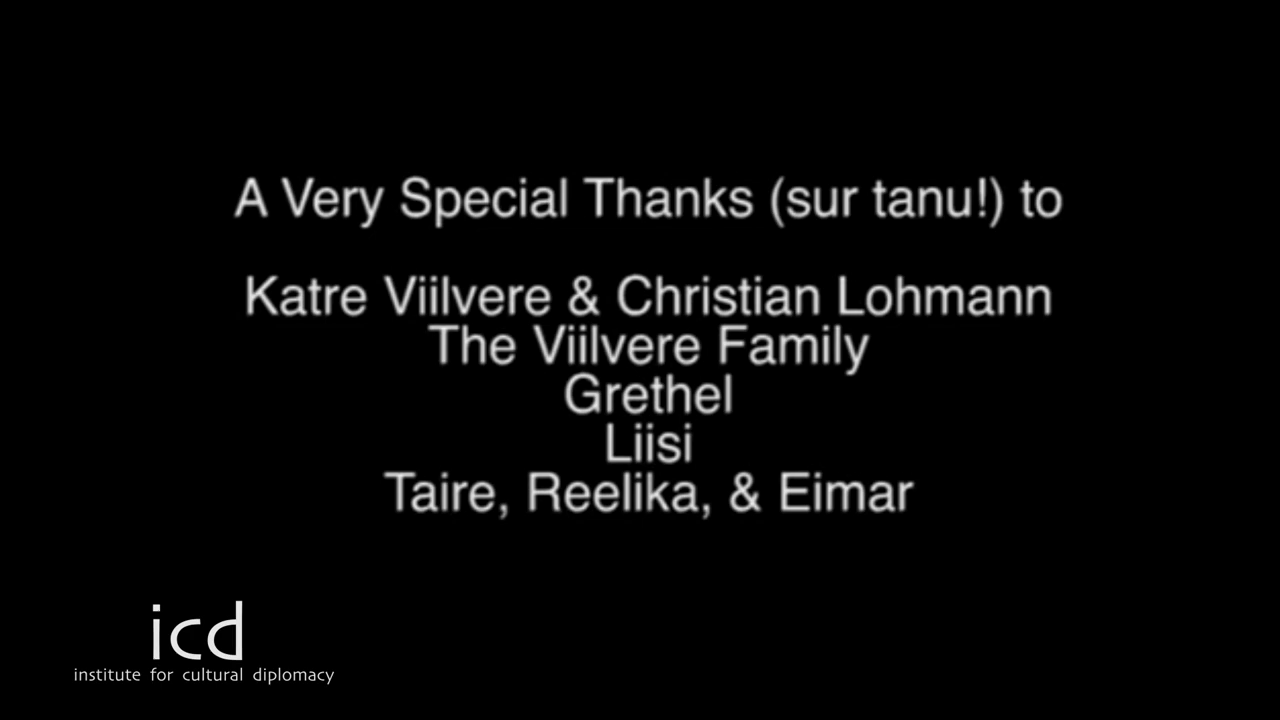 A Very Special Thanks (sur tanu!) to
Katre Viilvere & Christian Lohmann
The Viilvere Family
Grethel
Liisi
Taire, Reelika, & Eimar
icd
institute for cultural diplomacy